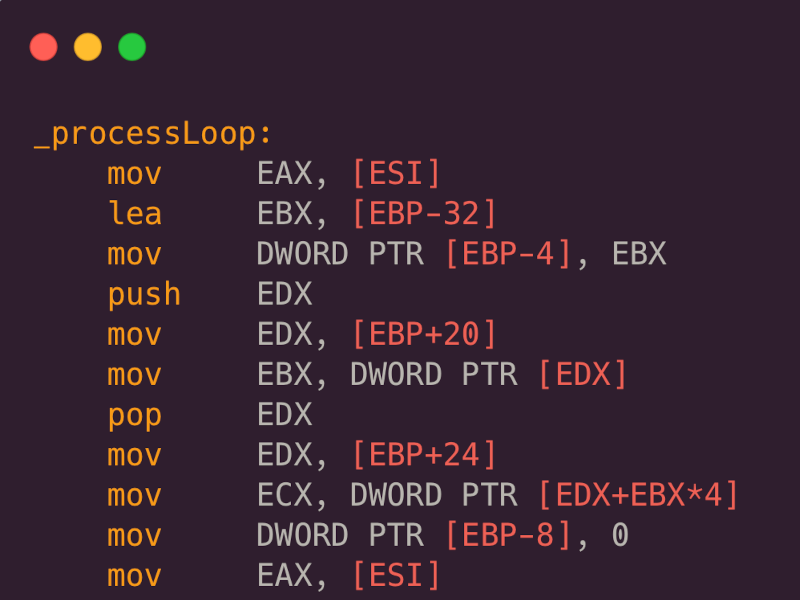 _processLoop:
mov EAX, [ESI]
lea EBX, [EBP-32]
mov DWORD PTR [EBP-4], EBX
push EDX
mov EDX, [EBP+20]
mov EBX, DWORD PTR [EDX]
pop EDX
mov EDX, [EBP+24]
mov ECX, DWORD PTR [EDX+EBX*4]
mov DWORD PTR [EBP-8], 0
mov EAX, [ESI]